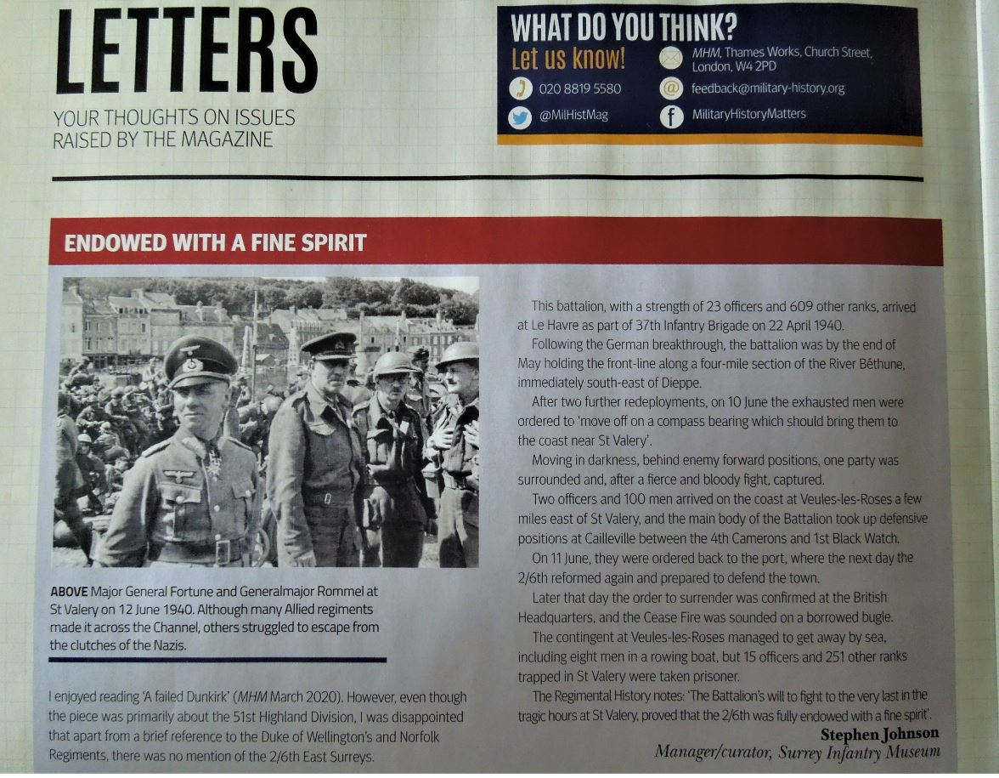 LETTERS
YOUR THOUGHTS ON ISSUES
RAISED BY THE MAGAZINE
WHAT DO YOU THINK?
Let us know!
020 8819 5580
@MilHistMag
MHM, Thames Works, Church Street,
London, W4 2PD
feedback@military-history.org
MilitaryHistoryMatters
ENDOWED WITH A FINE SPIRIT
ABOVE Major General Fortune and Generalmajor Rommel at
St Valery on 12 June 1940. Although many Allied regiments
made it across the Channel, others struggled to escape from
the clutches of the Nazis.
I enjoyed reading 'A failed Dunkirk' (MHM March 2020). However, even though
the piece was primarily about the 51st Highland Division, I was disappointed
that apart from a brief reference to the Duke of Wellington's and Norfolk
Regiments, there was no mention of the 2/6th East Surreys.
This battalion, with a strength of 23 officers and 609 other ranks, arrived
at Le Havre as part of 37th Infantry Brigade on 22 April 1940.
Following the German breakthrough, the battalion was by the end of
May holding the front-line along a four-mile section of the River Béthune,
immediately south-east of Dieppe.
After two further redeployments, on 10 June the exhausted men were
ordered to 'move off on a compass bearing which should bring them to
the coast near St Valery'.
Moving in darkness, behind enemy forward positions, one party was
surrounded and, after a fierce and bloody fight, captured.
Two officers and 100 men arrived on the coast at Veules-les-Roses a few
miles east of St Valery, and the main body of the Battalion took up defensive
positions at Cailleville between the 4th Camerons and 1st Black Watch.
On 11 June, they were ordered back to the port, where the next day the
2/6th reformed again and prepared to defend the town.
Later that day the order to surrender was confirmed at the British
Headquarters, and the Cease Fire was sounded on a borrowed bugle.
The contingent at Veules-les-Roses managed to get away by sea,
including eight men in a rowing boat, but 15 officers and 251 other ranks
trapped in St Valery were taken prisoner.
The Regimental History notes: 'The Battalion's will to fight to the very last in the
tragic hours at St Valery, proved that the 2/6th was fully endowed with a fine spirit'.
Stephen Johnson
Manager/curator, Surrey Infantry Museum